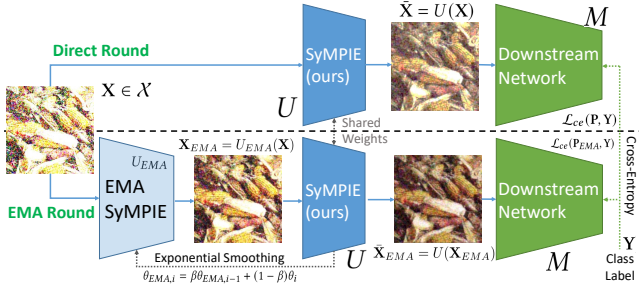 Direct Round
X ∈ 𝒳
SyMPIE
(ours)
U
X̄ = U(X)
Downstream
Network
M
ℒce(P, Y)
Shared
Weights
ℒce(PEMA, Y)
EMA Round
UEMA
EMA
SyMPIE
XEMA = UEMA(X)
SyMPIE
(ours)
U
X̄EMA = U(XEMA)
Downstream
Network
M
Cross-Entropy
Y
Class
Label
Exponential Smoothing
θEMA,i = βθEMA,i−1 + (1 − β)θi